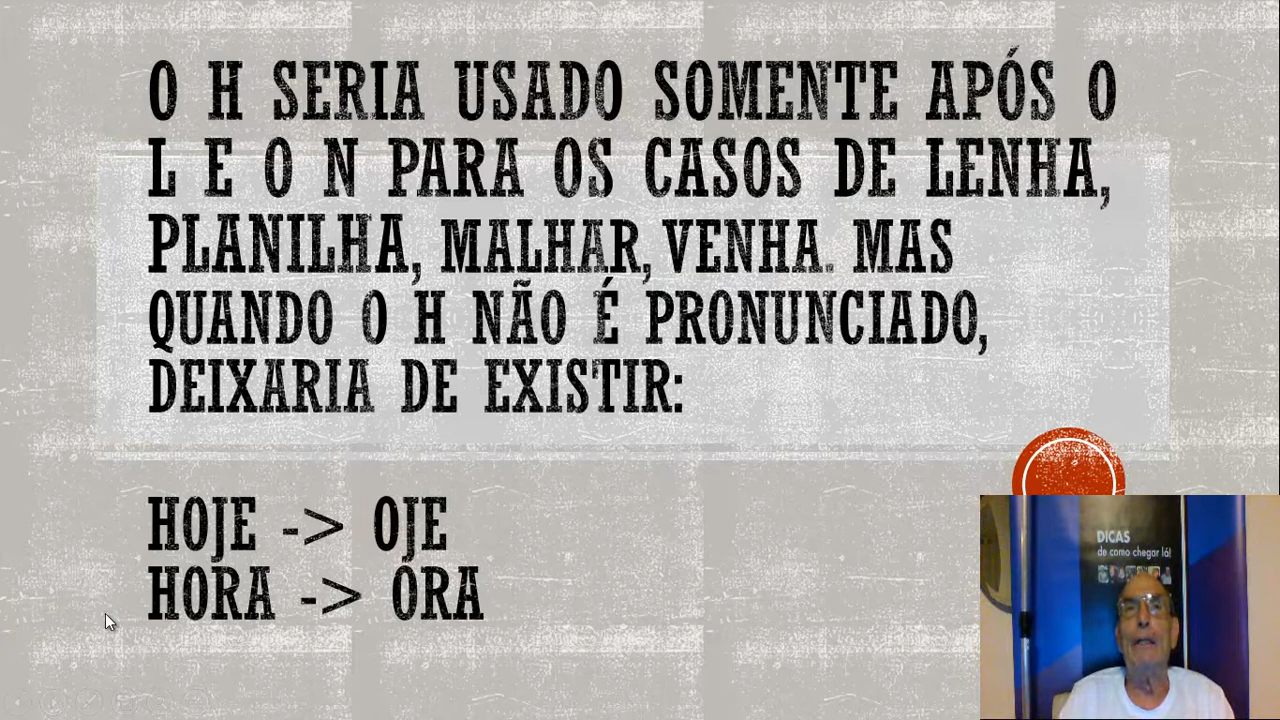 O H SERIA USADO SOMENTE APÓS O
L E O N PARA OS CASOS DE LENHA,
PLANILHA, MALHAR, VENHA. MAS
QUANDO O H NÃO É PRONUNCIADO,
DEIXARIA DE EXISTIR:
HOJE -> OJE
HORA -> ORA
DICAS
de como chegar lá!